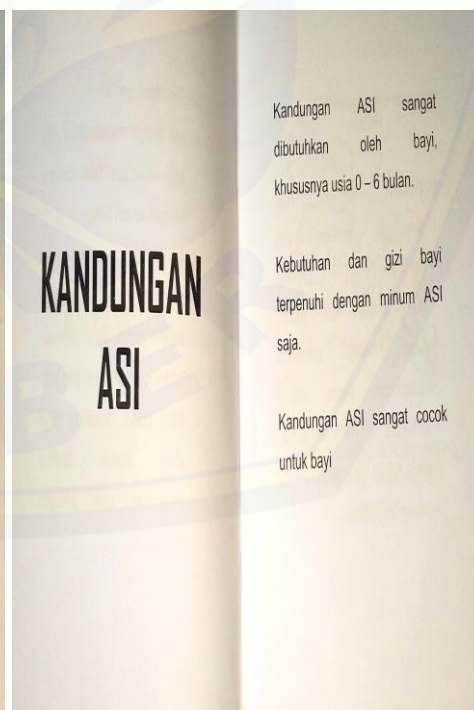 KANDUNGAN
ASI
Kandungan ASI sangat
dibutuhkan oleh bayi,
khususnya usia 0 – 6 bulan.
Kebutuhan dan gizi bayi
terpenuhi dengan minum ASI
saja.
Kandungan ASI sangat cocok
untuk bayi